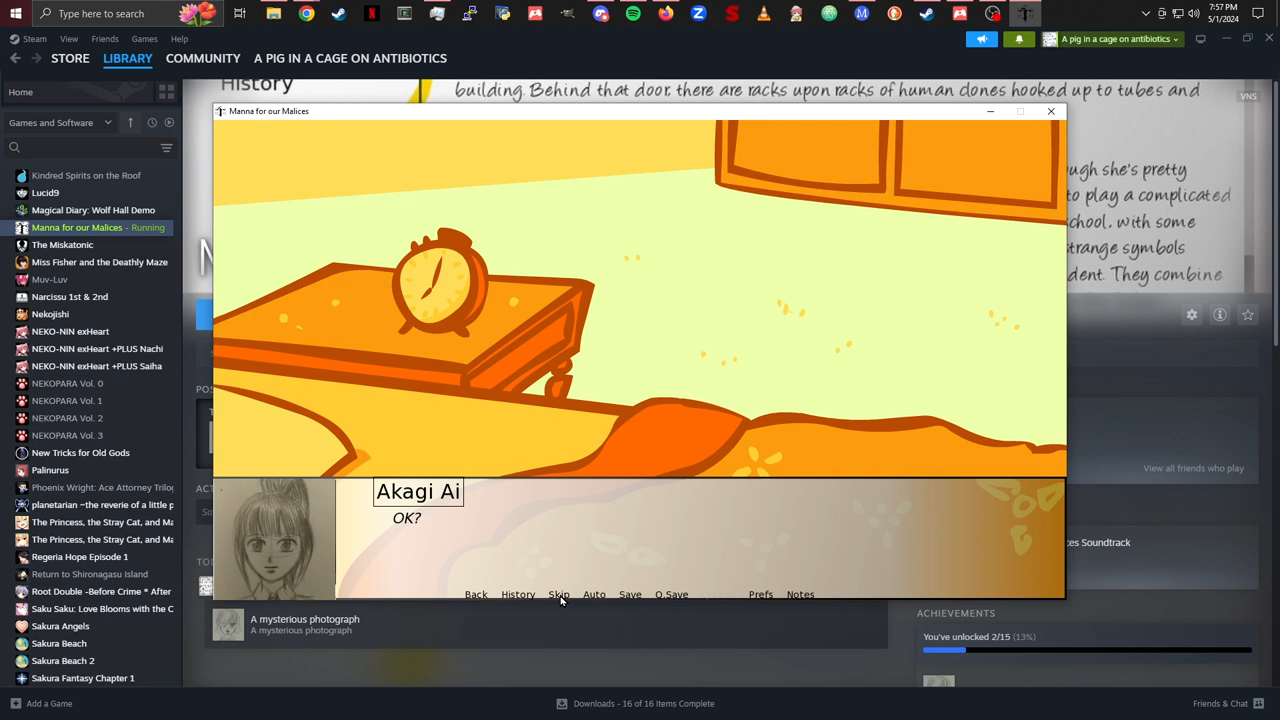 Type here to search
7:57 PM
5/1/2024
Steam View Friends Games Help
A pig in a cage on antibiotics
STORE LIBRARY COMMUNITY A PIG IN A CAGE ON ANTIBIOTICS
Home
History
building. Behind that door, there are racks upon racks of human clones hooked up to tubes and
VNS
Manna for our Malices
Games and Software
Kindred Spirits on the Roof
Lucid9
Magical Diary: Wolf Hall Demo
Manna for our Malices - Running
The Miskatonic
Miss Fisher and the Deathly Maze
Muv-Luv
Narcissu 1st & 2nd
Nekojishi
NEKO-NIN exHeart
NEKO-NIN exHeart +PLUS Nachi
NEKO-NIN exHeart +PLUS Saiha
NEKOPARA Vol. 0
NEKOPARA Vol. 1
NEKOPARA Vol. 2
NEKOPARA Vol. 3
New Tricks for Old Gods
Palinurus
Phoenix Wright: Ace Attorney Trilog
planetarian ~the reverie of a little p
The Princess, the Stray Cat, and Ma
The Princess, the Stray Cat, and Ma
Regeria Hope Episode 1
Return to Shironagasu Island
Root Double -Before Crime * After
Saku Saku: Love Blooms with the C
Sakura Angels
Sakura Beach
Sakura Beach 2
Sakura Fantasy Chapter 1
ugh she's pretty
to play a complicated
chool, with some
strange symbols
dent. They combine
View all friends who play
ces Soundtrack
Akagi Ai
OK?
Back History Skip Auto Save Q.Save Prefs Notes
A mysterious photograph
A mysterious photograph
ACHIEVEMENTS
You've unlocked 2/15 (13%)
Add a Game
Downloads - 16 of 16 Items Complete
Friends & Chat